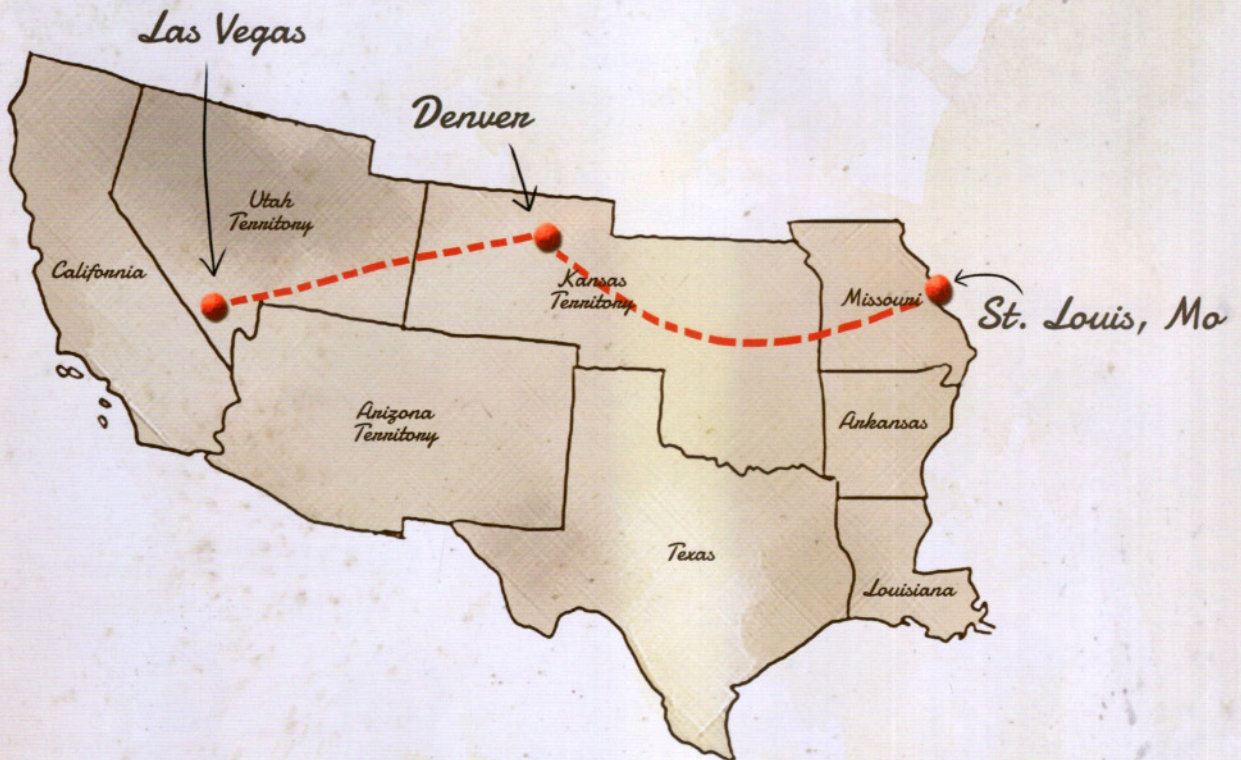 Las Vegas
Denver
Utah
Territory
California
Kansas
Territory
Missouri
St. Louis, Mo
Arizona
Territory
Arkansas
Texas
Louisiana